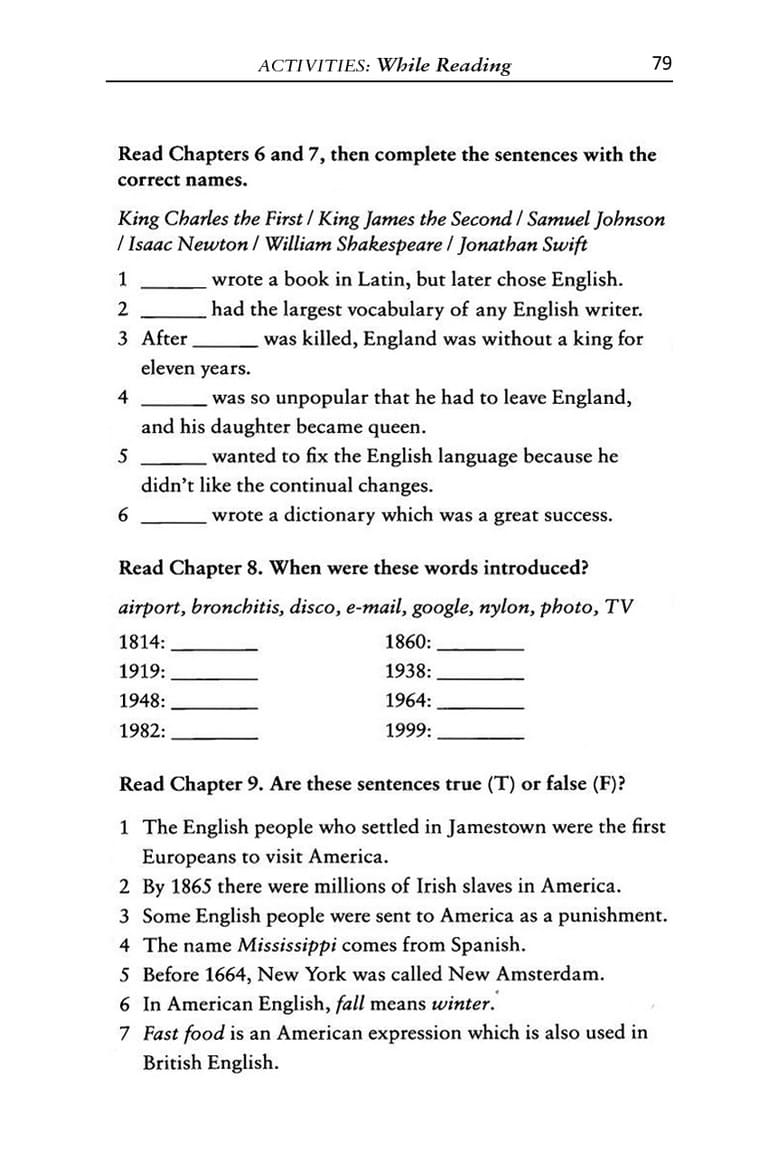 ACTIVITIES: While Reading 79
Read Chapters 6 and 7, then complete the sentences with the
correct names.
King Charles the First / King James the Second / Samuel Johnson
/ Isaac Newton / William Shakespeare / Jonathan Swift
1 ______ wrote a book in Latin, but later chose English.
2 ______ had the largest vocabulary of any English writer.
3 After ______ was killed, England was without a king for
eleven years.
4 ______ was so unpopular that he had to leave England,
and his daughter became queen.
5 ______ wanted to fix the English language because he
didn't like the continual changes.
6 ______ wrote a dictionary which was a great success.
Read Chapter 8. When were these words introduced?
airport, bronchitis, disco, e-mail, google, nylon, photo, TV
1814: ________ 1860: ________
1919: ________ 1938: ________
1948: ________ 1964: ________
1982: ________ 1999: ________
Read Chapter 9. Are these sentences true (T) or false (F)?
1 The English people who settled in Jamestown were the first
Europeans to visit America.
2 By 1865 there were millions of Irish slaves in America.
3 Some English people were sent to America as a punishment.
4 The name Mississippi comes from Spanish.
5 Before 1664, New York was called New Amsterdam.
6 In American English, fall means winter.
7 Fast food is an American expression which is also used in
British English.